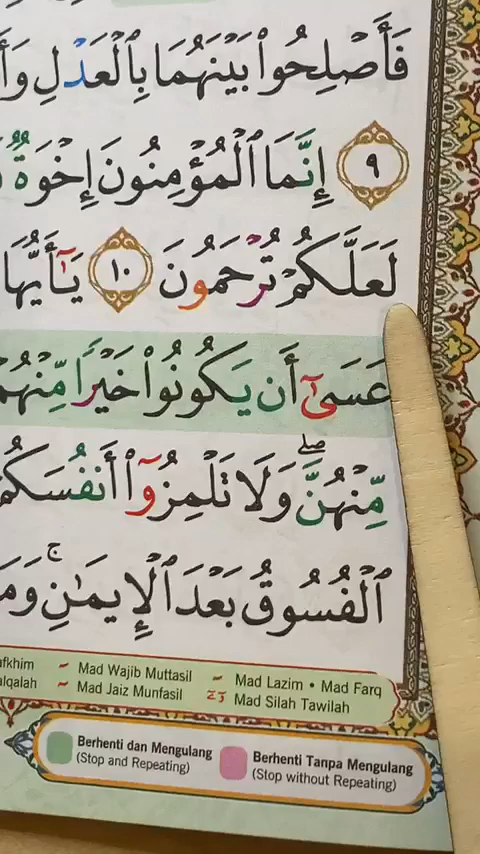 فَأَصْلِحُوا۟ بَيْنَهُمَا بِٱلْعَدْلِ
٩ إِنَّمَا ٱلْمُؤْمِنُونَ إِخْوَةٌ
لَعَلَّكُمْ تُرْحَمُونَ ١٠ يَـٰٓأَيُّهَا
عَسَىٰٓ أَن يَكُونُوا۟ خَيْرًا مِّنْهُمْ
مِّنْهُنَّ ۖ وَلَا تَلْمِزُوٓا۟ أَنفُسَكُمْ
ٱلْفُسُوقُ بَعْدَ ٱلْإِيمَـٰنِ ۚ
Mad Wajib Muttasil Mad Lazim • Mad Farq
Mad Jaiz Munfasil Mad Silah Tawilah
Berhenti dan Mengulang
(Stop and Repeating)
Berhenti Tanpa Mengulang
(Stop without Repeating)